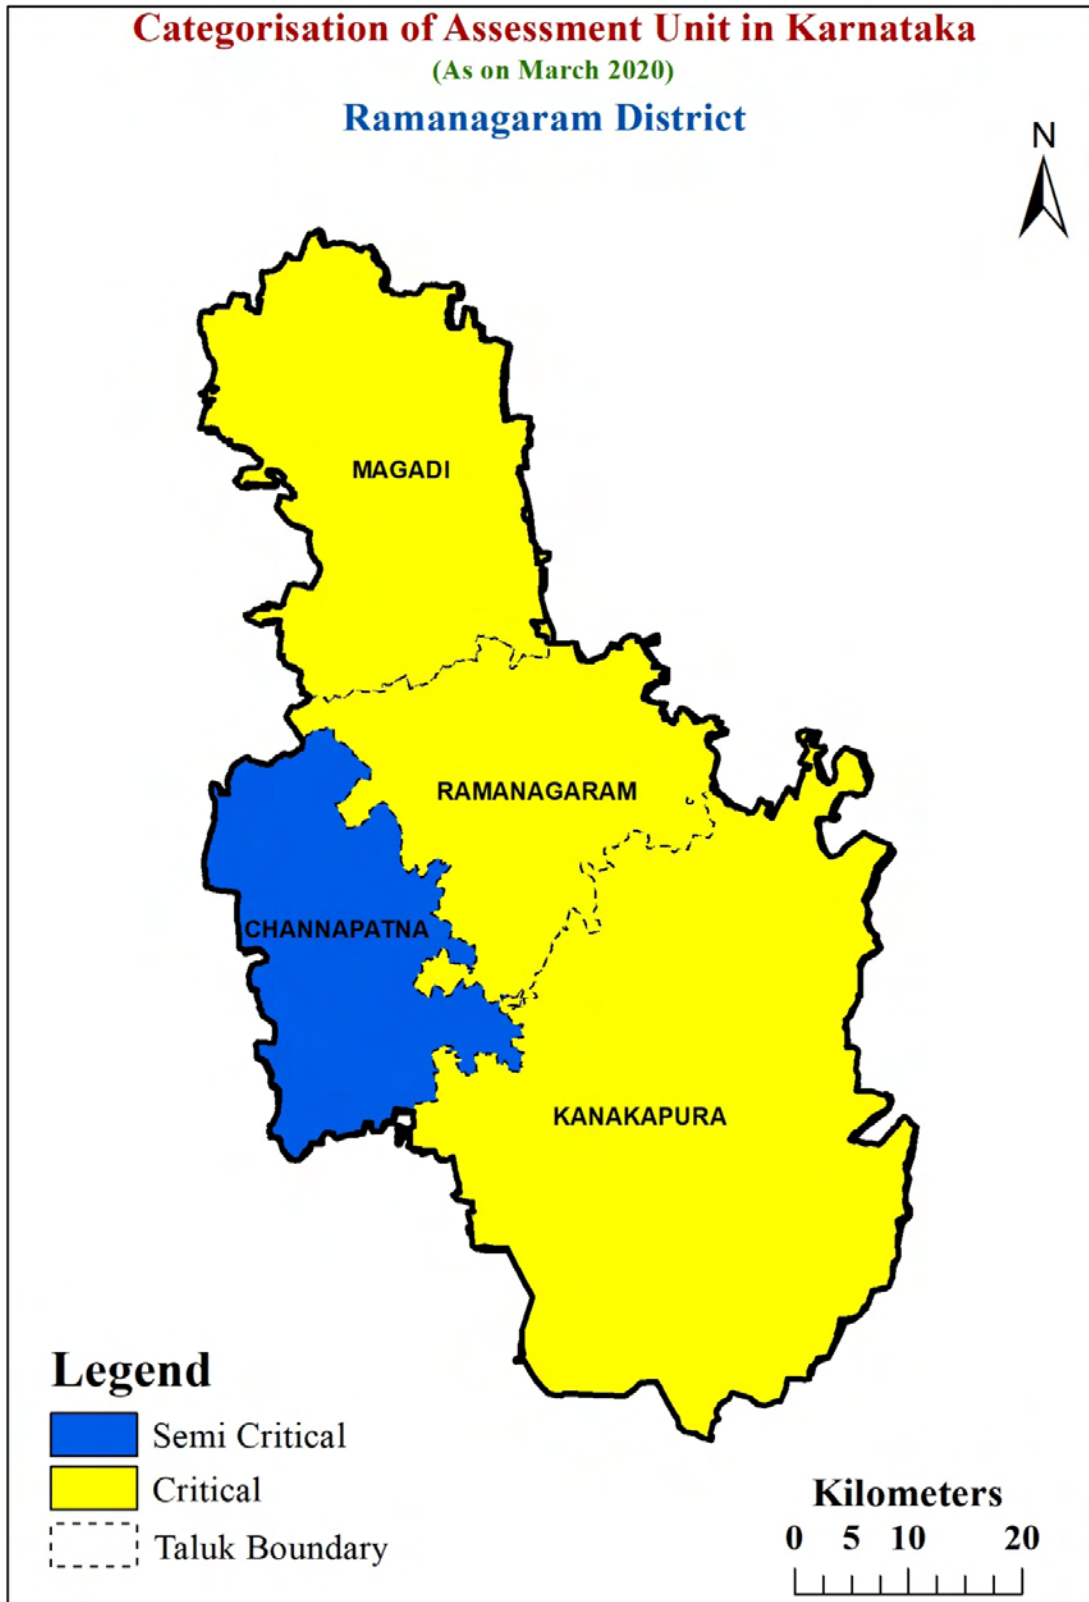 Categorisation of Assessment Unit in Karnataka
(As on March 2020)
Ramanagaram District
N
MAGADI
RAMANAGARAM
CHANNAPATNA
KANAKAPURA
Legend
Semi Critical
Critical
Taluk Boundary
Kilometers
0 5 10 20